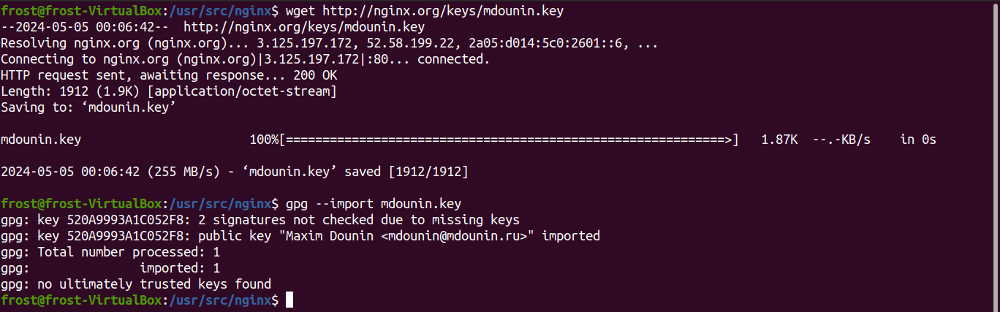 frost@frost-VirtualBox:/usr/src/nginx$ wget http://nginx.org/keys/mdounin.key
--2024-05-05 00:06:42--  http://nginx.org/keys/mdounin.key
Resolving nginx.org (nginx.org)... 3.125.197.172, 52.58.199.22, 2a05:d014:5c0:2601::6, ...
Connecting to nginx.org (nginx.org)|3.125.197.172|:80... connected.
HTTP request sent, awaiting response... 200 OK
Length: 1912 (1.9K) [application/octet-stream]
Saving to: ‘mdounin.key’
mdounin.key                       100%[============================================================>]   1.87K  --.-KB/s    in 0s
2024-05-05 00:06:42 (255 MB/s) - ‘mdounin.key’ saved [1912/1912]
frost@frost-VirtualBox:/usr/src/nginx$ gpg --import mdounin.key
gpg: key 520A9993A1C052F8: 2 signatures not checked due to missing keys
gpg: key 520A9993A1C052F8: public key "Maxim Dounin <mdounin@mdounin.ru>" imported
gpg: Total number processed: 1
gpg:               imported: 1
gpg: no ultimately trusted keys found
frost@frost-VirtualBox:/usr/src/nginx$